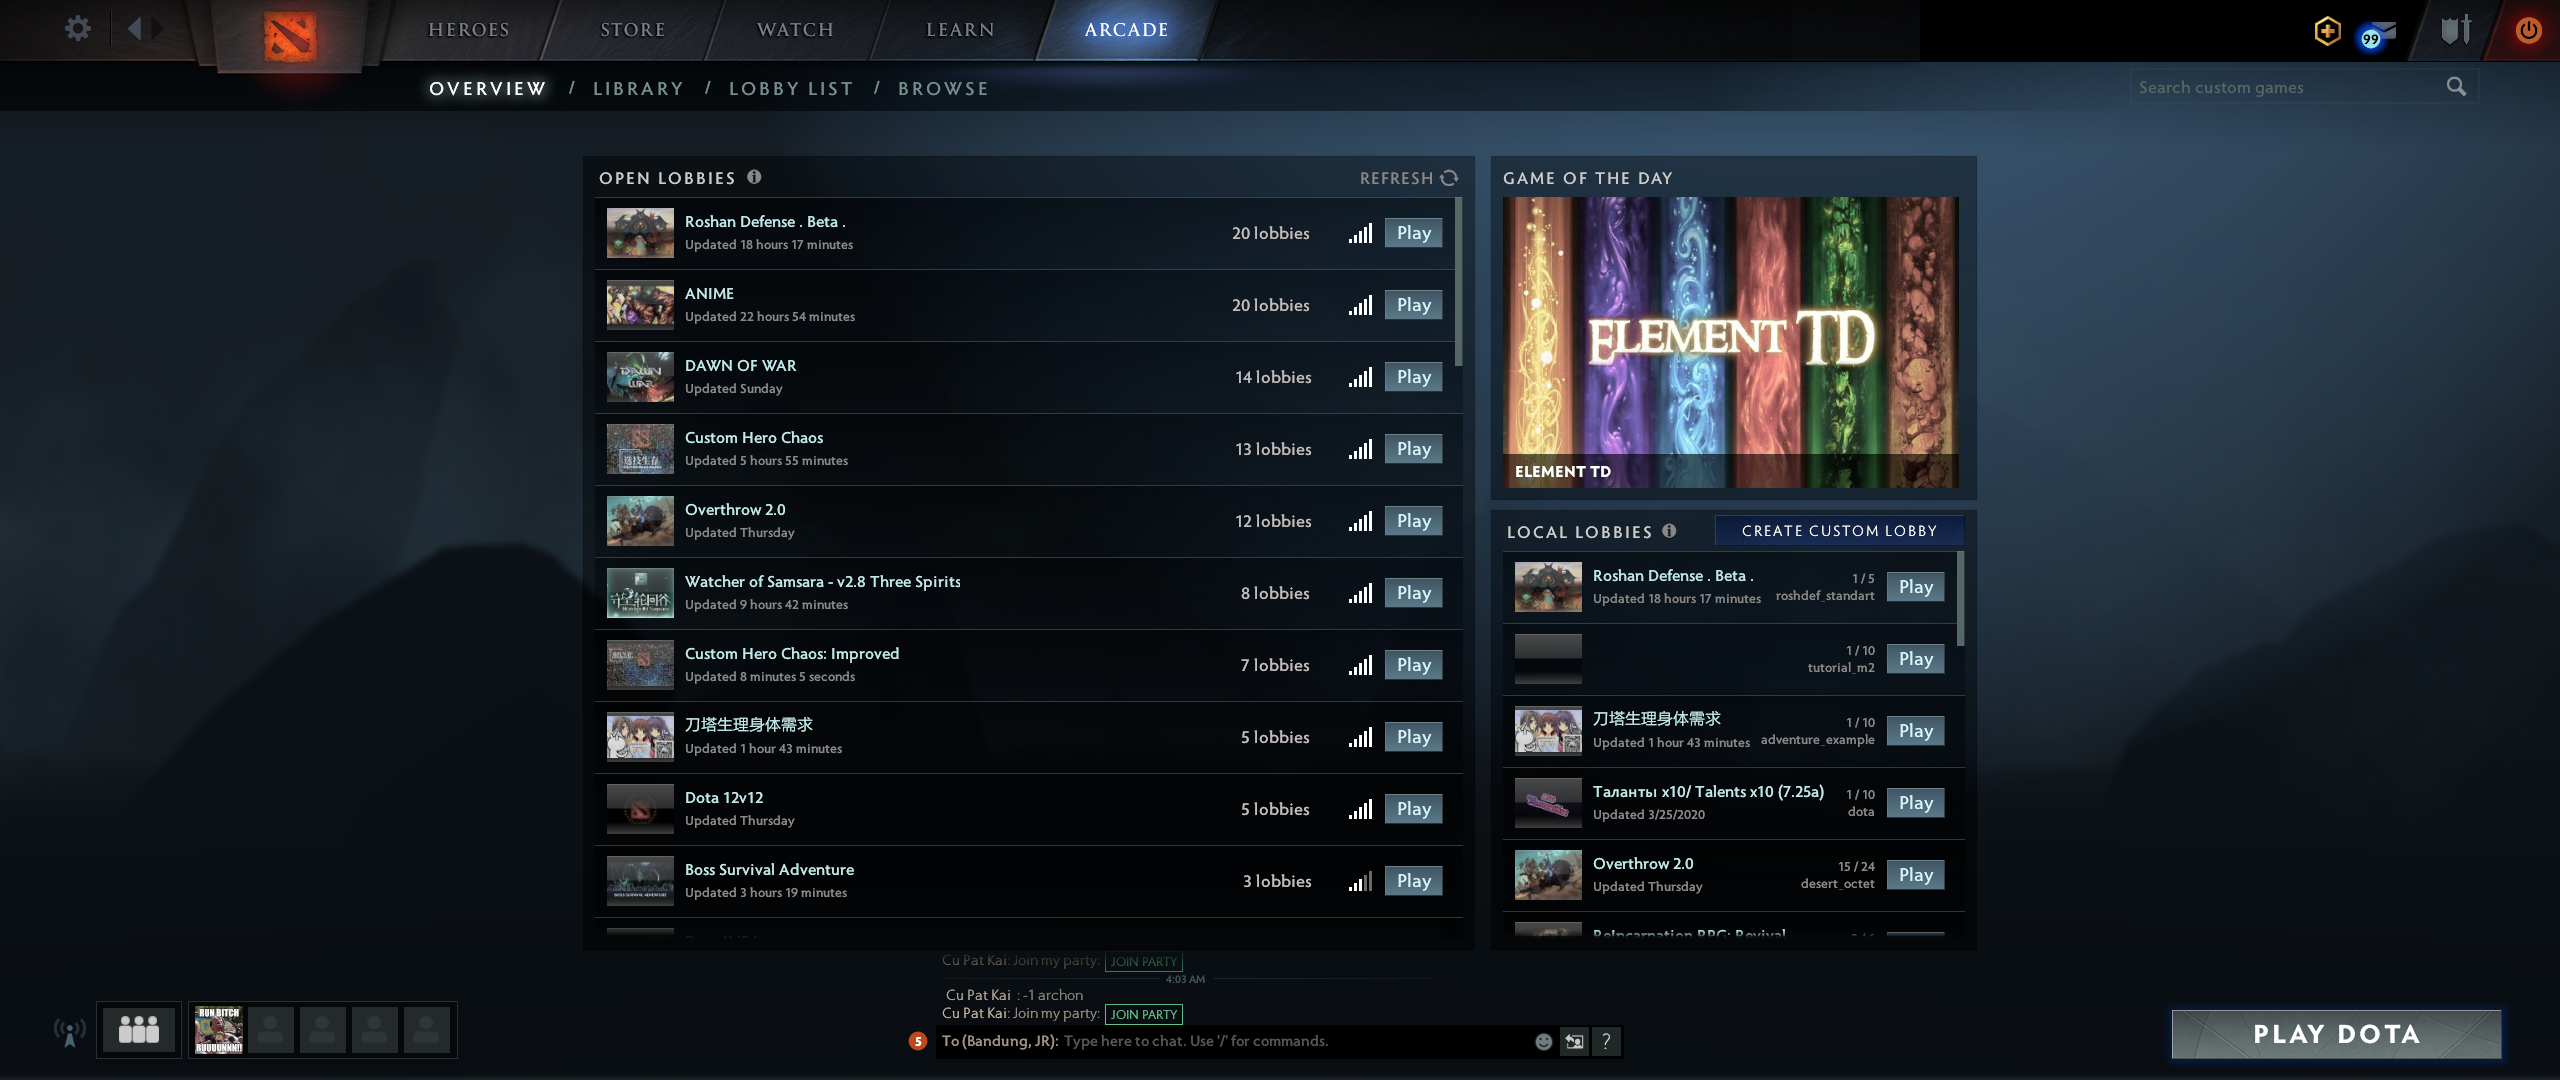 HEROES
STORE
WATCH
LEARN
ARCADE
99
OVERVIEW / LIBRARY / LOBBY LIST / BROWSE
Search custom games
OPEN LOBBIES
REFRESH
Roshan Defense . Beta .
Updated 18 hours 17 minutes
20 lobbies
Play
ANIME
Updated 22 hours 54 minutes
20 lobbies
Play
DAWN OF WAR
Updated Sunday
14 lobbies
Play
Custom Hero Chaos
Updated 5 hours 55 minutes
13 lobbies
Play
Overthrow 2.0
Updated Thursday
12 lobbies
Play
Watcher of Samsara - v2.8 Three Spirits
Updated 9 hours 42 minutes
8 lobbies
Play
Custom Hero Chaos: Improved
Updated 8 minutes 5 seconds
7 lobbies
Play
刀塔生理身体需求
Updated 1 hour 43 minutes
5 lobbies
Play
Dota 12v12
Updated Thursday
5 lobbies
Play
Boss Survival Adventure
Updated 3 hours 19 minutes
3 lobbies
Play
GAME OF THE DAY
ELEMENT TD
ELEMENT TD
LOCAL LOBBIES
CREATE CUSTOM LOBBY
Roshan Defense . Beta .
Updated 18 hours 17 minutes
1 / 5
roshdef_standart
Play
1 / 10
tutorial_m2
Play
刀塔生理身体需求
Updated 1 hour 43 minutes
1 / 10
adventure_example
Play
Таланты x10/ Talents x10 (7.25a)
Updated 3/25/2020
1 / 10
dota
Play
Overthrow 2.0
Updated Thursday
15 / 24
desert_octet
Play
ReIncarnation RPG: Revival
Cu Pat Kai: Join my party: JOIN PARTY
4:03 AM
Cu Pat Kai : -1 archon
Cu Pat Kai: Join my party: JOIN PARTY
5
To (Bandung, JR): Type here to chat. Use '/' for commands.
?
RUN BITCH
RUUUUNNN!!
PLAY DOTA